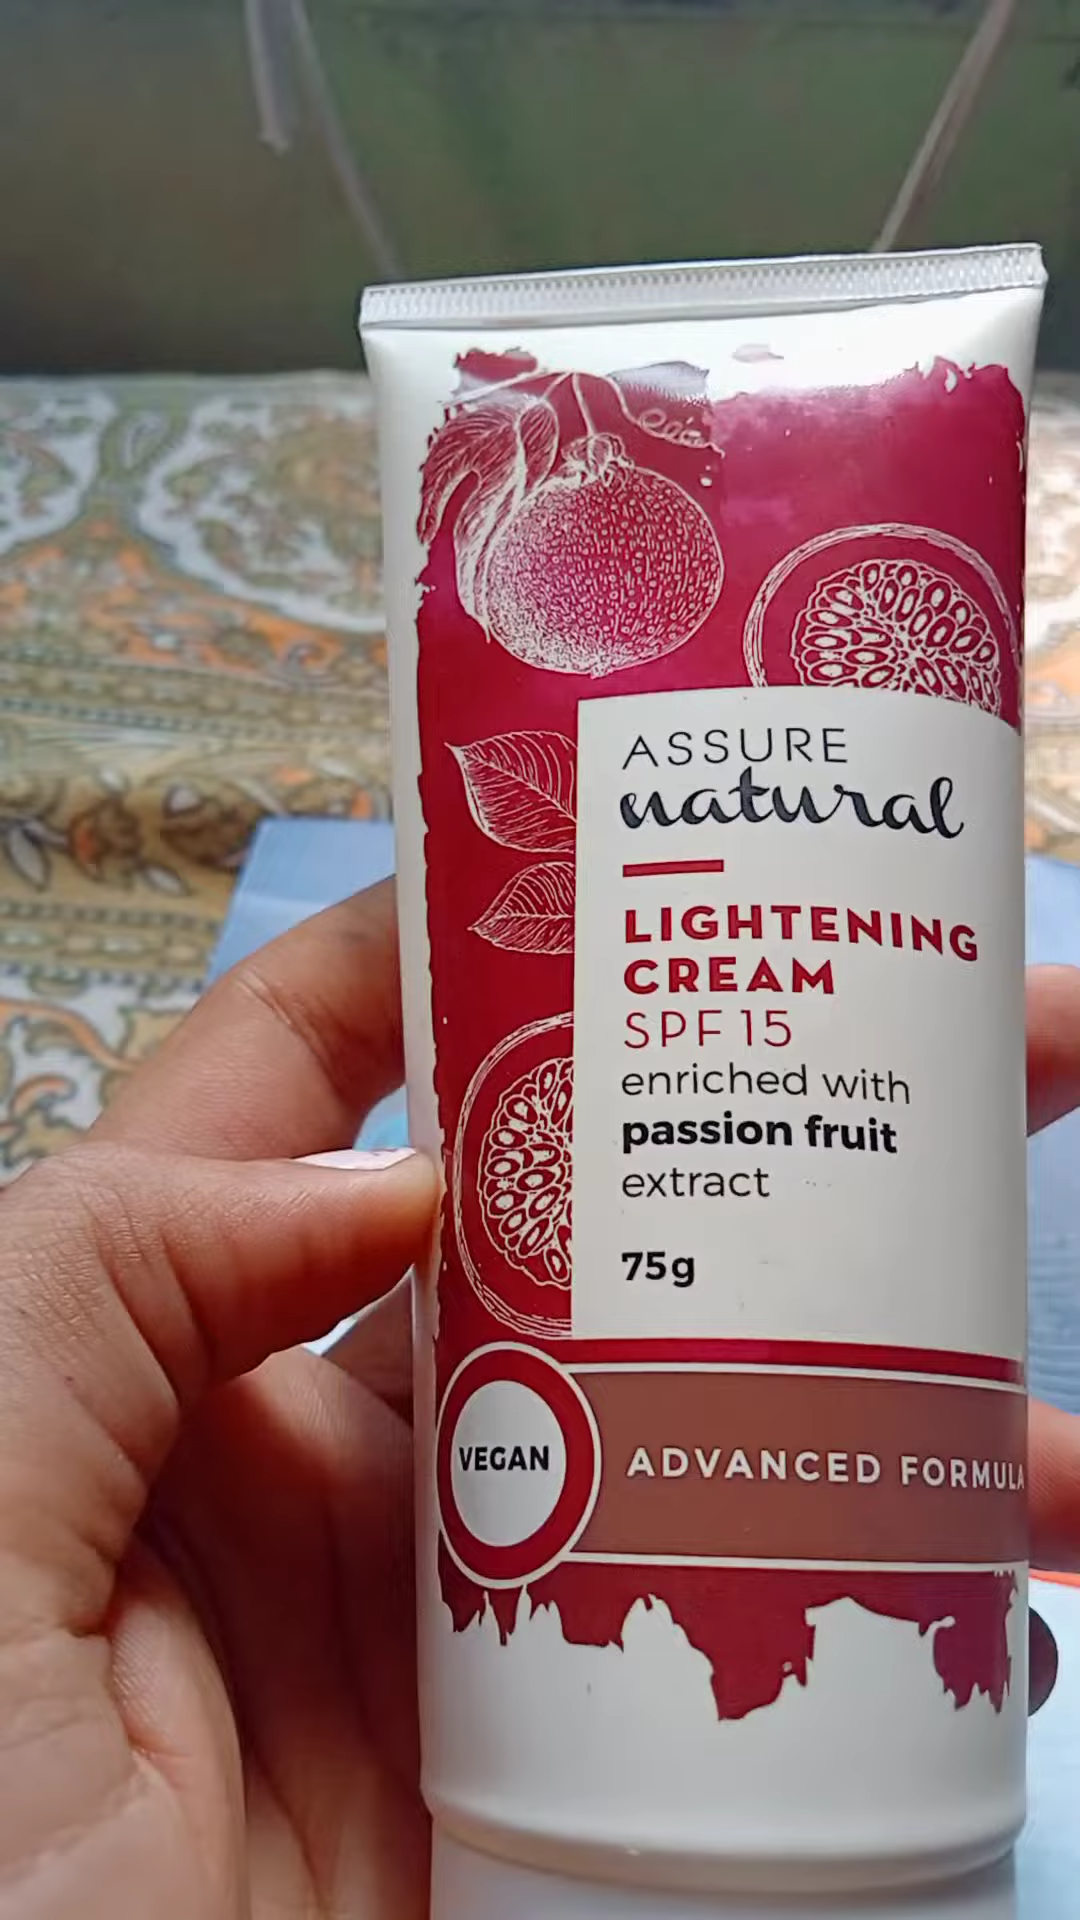 ASSURE
natural
LIGHTENING
CREAM
SPF 15
enriched with
passion fruit
extract
75g
VEGAN
ADVANCED FORMULA